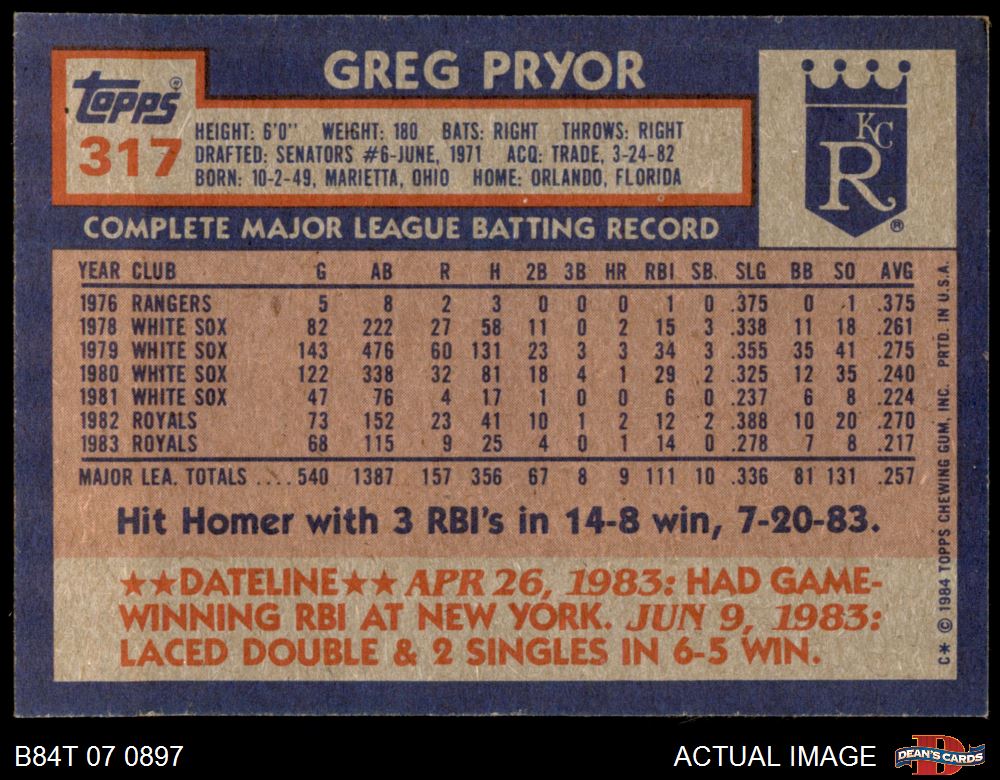 GREG PRYOR
Topps®
317
HEIGHT: 6'0" WEIGHT: 180 BATS: RIGHT THROWS: RIGHT
DRAFTED: SENATORS #6-JUNE, 1971 ACQ: TRADE, 3-24-82
BORN: 10-2-49, MARIETTA, OHIO HOME: ORLANDO, FLORIDA
KC
R
®
COMPLETE MAJOR LEAGUE BATTING RECORD
YEAR CLUB G AB R H 2B 3B HR RBI SB. SLG BB SO AVG
1976 RANGERS 5 8 2 3 0 0 0 1 0 .375 0 1 .375
1978 WHITE SOX 82 222 27 58 11 0 2 15 3 .338 11 18 .261
1979 WHITE SOX 143 476 60 131 23 3 3 34 3 .355 35 41 .275
1980 WHITE SOX 122 338 32 81 18 4 1 29 2 .325 12 35 .240
1981 WHITE SOX 47 76 4 17 1 0 0 6 0 .237 6 8 .224
1982 ROYALS 73 152 23 41 10 1 2 12 2 .388 10 20 .270
1983 ROYALS 68 115 9 25 4 0 1 14 0 .278 7 8 .217
MAJOR LEA. TOTALS .... 540 1387 157 356 67 8 9 111 10 .336 81 131 .257
Hit Homer with 3 RBI's in 14-8 win, 7-20-83.
★★DATELINE★★ APR 26, 1983: HAD GAME-
WINNING RBI AT NEW YORK. JUN 9, 1983:
LACED DOUBLE & 2 SINGLES IN 6-5 WIN.
C* © 1984 TOPPS CHEWING GUM, INC. PRTD. IN U.S.A.
B84T 07 0897
ACTUAL IMAGE
D
DEAN'S CARDS